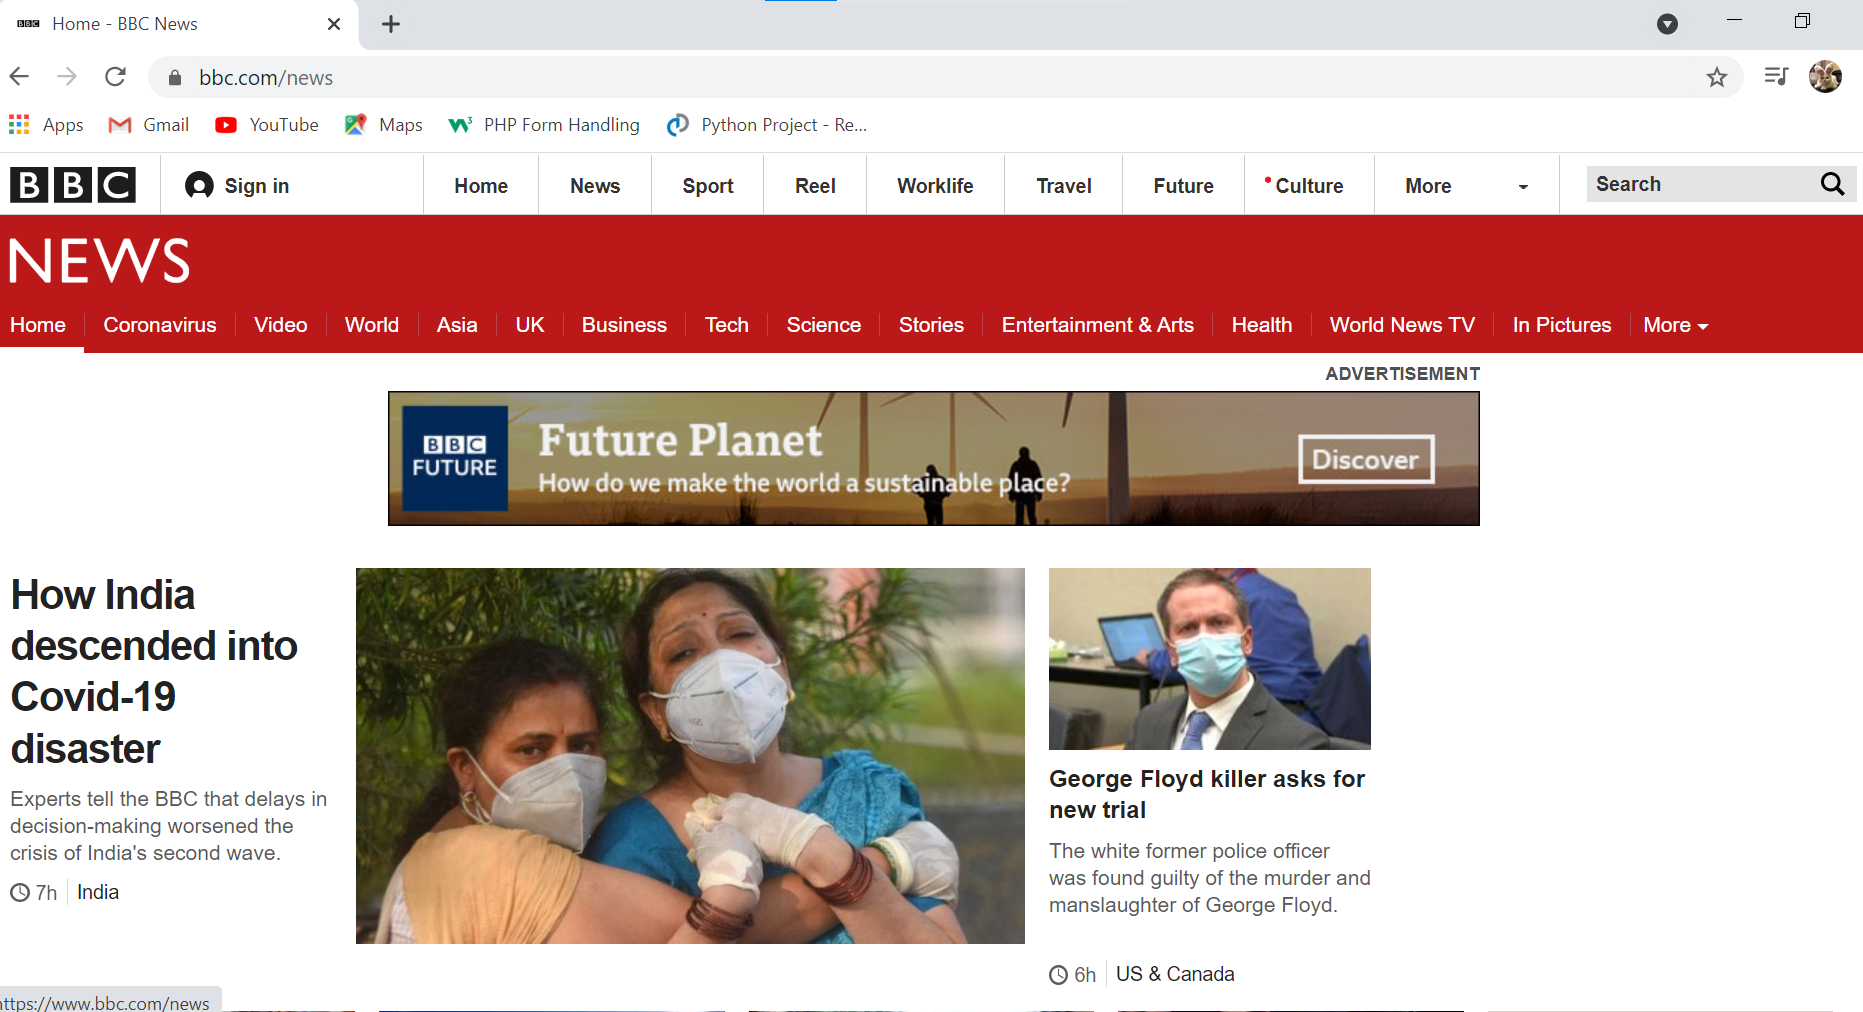 BBC Home - BBC News
bbc.com/news
Apps Gmail YouTube Maps PHP Form Handling Python Project - Re...
BBC Sign in Home News Sport Reel Worklife Travel Future Culture More Search
NEWS
Home Coronavirus Video World Asia UK Business Tech Science Stories Entertainment & Arts Health World News TV In Pictures More
ADVERTISEMENT
BBC
FUTURE
Future Planet
How do we make the world a sustainable place?
Discover
How India
descended into
Covid-19
disaster
Experts tell the BBC that delays in
decision-making worsened the
crisis of India's second wave.
7h India
George Floyd killer asks for
new trial
The white former police officer
was found guilty of the murder and
manslaughter of George Floyd.
6h US & Canada
ttps://www.bbc.com/news